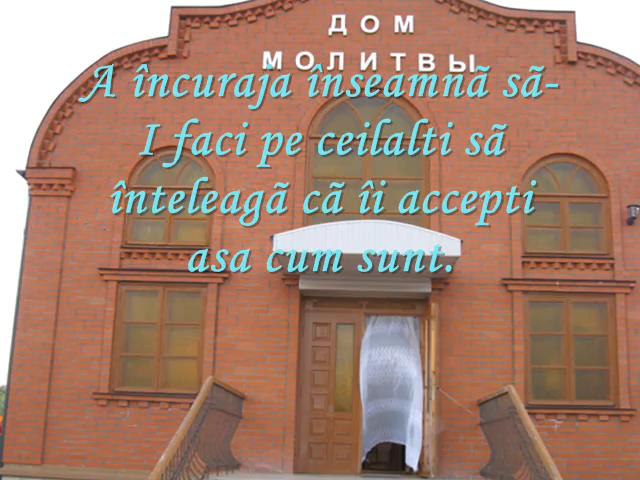 ДОМ
МОЛИТВЫ
A încuraja înseamnã sã-
I faci pe ceilalti sã
înteleagã cã îi accepti
asa cum sunt.